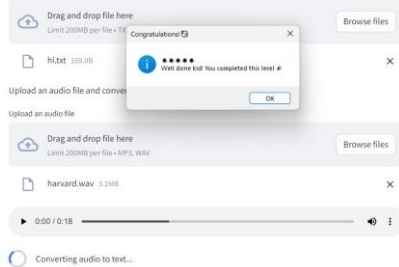 Drag and drop file here
Limit 200MB per file • TX
Browse files
Congratulations!
★★★★★
Well done kid! You completed this level
OK
hi.txt 169.0B
Upload an audio file and conver
Upload an audio file
Drag and drop file here
Limit 200MB per file • MP3, WAV
Browse files
harvard.wav 3.1MB
0:00 / 0:18
Converting audio to text...